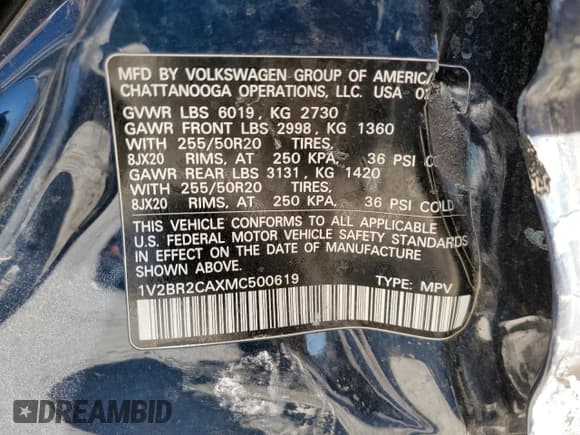 MFD BY VOLKSWAGEN GROUP OF AMERICA
CHATTANOOGA OPERATIONS, LLC. USA 02
GVWR LBS 6019 , KG 2730
GAWR FRONT LBS 2998, KG 1360
WITH 255/50R20 TIRES,
8JX20 RIMS, AT 250 KPA, 36 PSI
GAWR REAR LBS 3131, KG 1420
WITH 255/50R20 TIRES,
8JX20 RIMS, AT 250 KPA, 36 PSI COLD
THIS VEHICLE CONFORMS TO ALL APPLICABLE
U.S. FEDERAL MOTOR VEHICLE SAFETY STANDARDS
IN EFFECT ON THE DATE OF MANUFACTURE
SHOWN ABOVE.
1V2BR2CAXMC500619 TYPE: MPV
DREAMBID